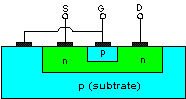 S G D
p
n n
p (subtrate)